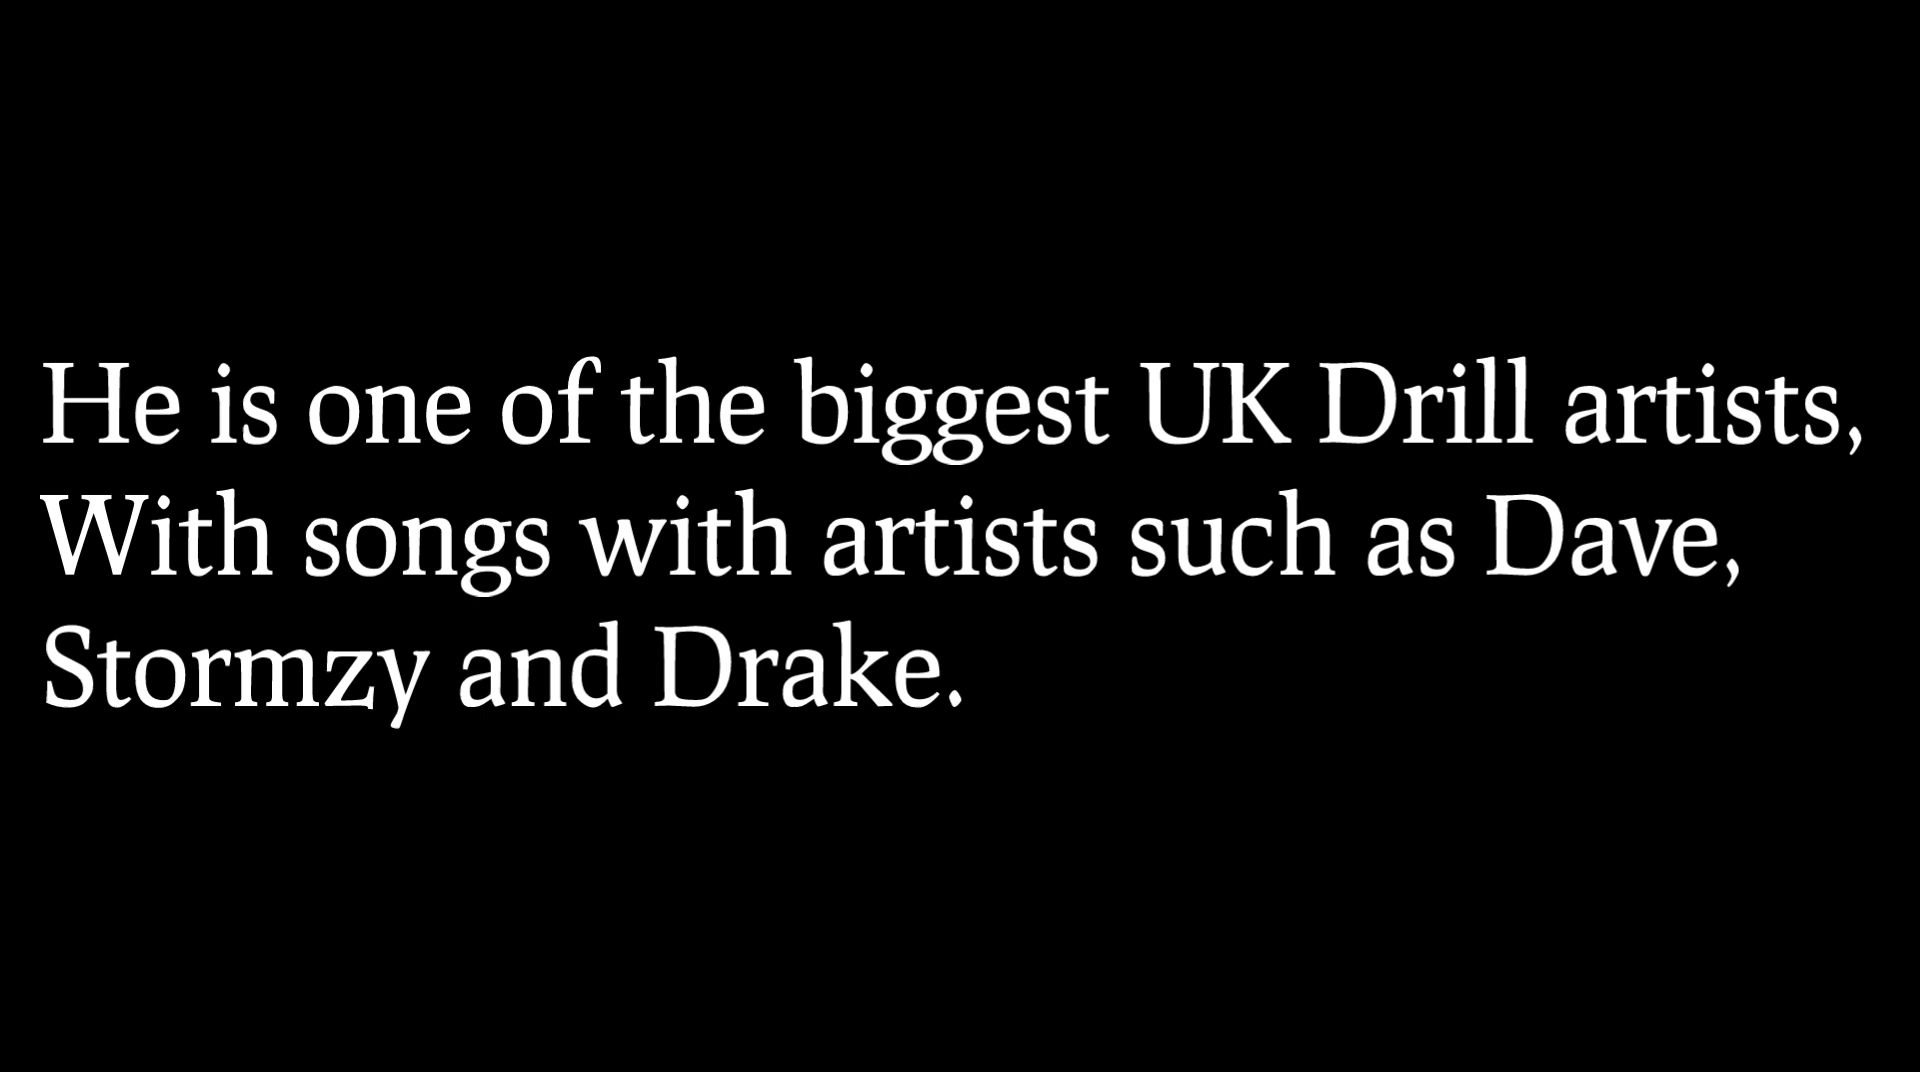 He is one of the biggest UK Drill artists,
With songs with artists such as Dave,
Stormzy and Drake.